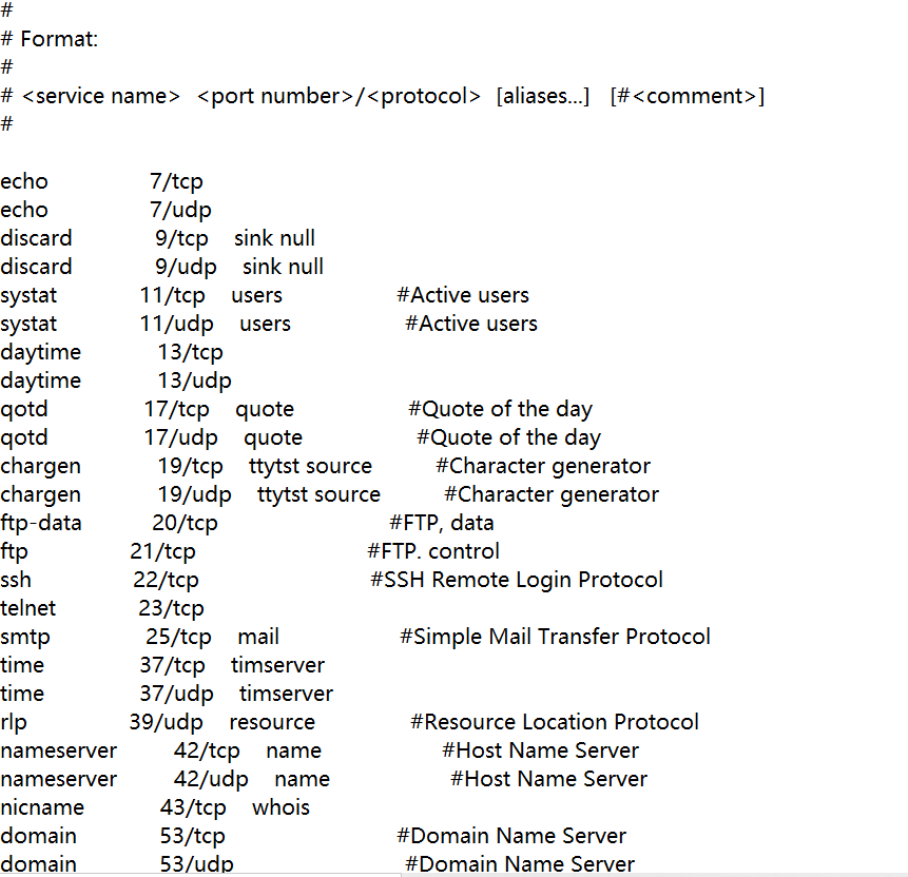 #
# Format:
#
# <service name>  <port number>/<protocol>  [aliases...]   [#<comment>]
#
echo                7/tcp
echo                7/udp
discard             9/tcp    sink null
discard             9/udp    sink null
systat             11/tcp    users                  #Active users
systat             11/udp    users                  #Active users
daytime            13/tcp
daytime            13/udp
qotd               17/tcp    quote                  #Quote of the day
qotd               17/udp    quote                  #Quote of the day
chargen            19/tcp    ttytst source          #Character generator
chargen            19/udp    ttytst source          #Character generator
ftp-data           20/tcp                           #FTP, data
ftp                21/tcp                           #FTP. control
ssh                22/tcp                           #SSH Remote Login Protocol
telnet             23/tcp
smtp               25/tcp    mail                   #Simple Mail Transfer Protocol
time               37/tcp    timserver
time               37/udp    timserver
rlp                39/udp    resource               #Resource Location Protocol
nameserver         42/tcp    name                   #Host Name Server
nameserver         42/udp    name                   #Host Name Server
nicname            43/tcp    whois
domain             53/tcp                           #Domain Name Server
domain             53/udp                           #Domain Name Server